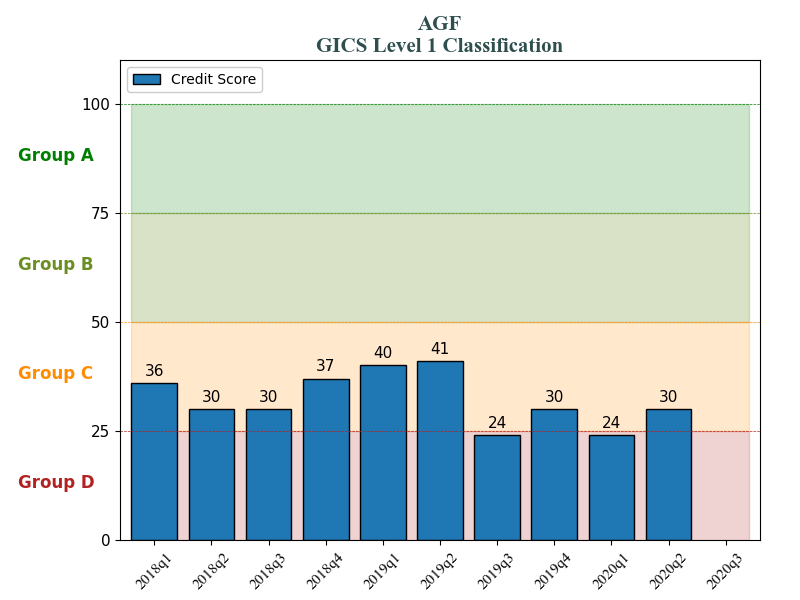 AGF
GICS Level 1 Classification
Credit Score
100
Group A
75
Group B
50
36
30
30
37
40
41
24
30
24
30
Group C
25
Group D
0
2018q1
2018q2
2018q3
2018q4
2019q1
2019q2
2019q3
2019q4
2020q1
2020q2
2020q3